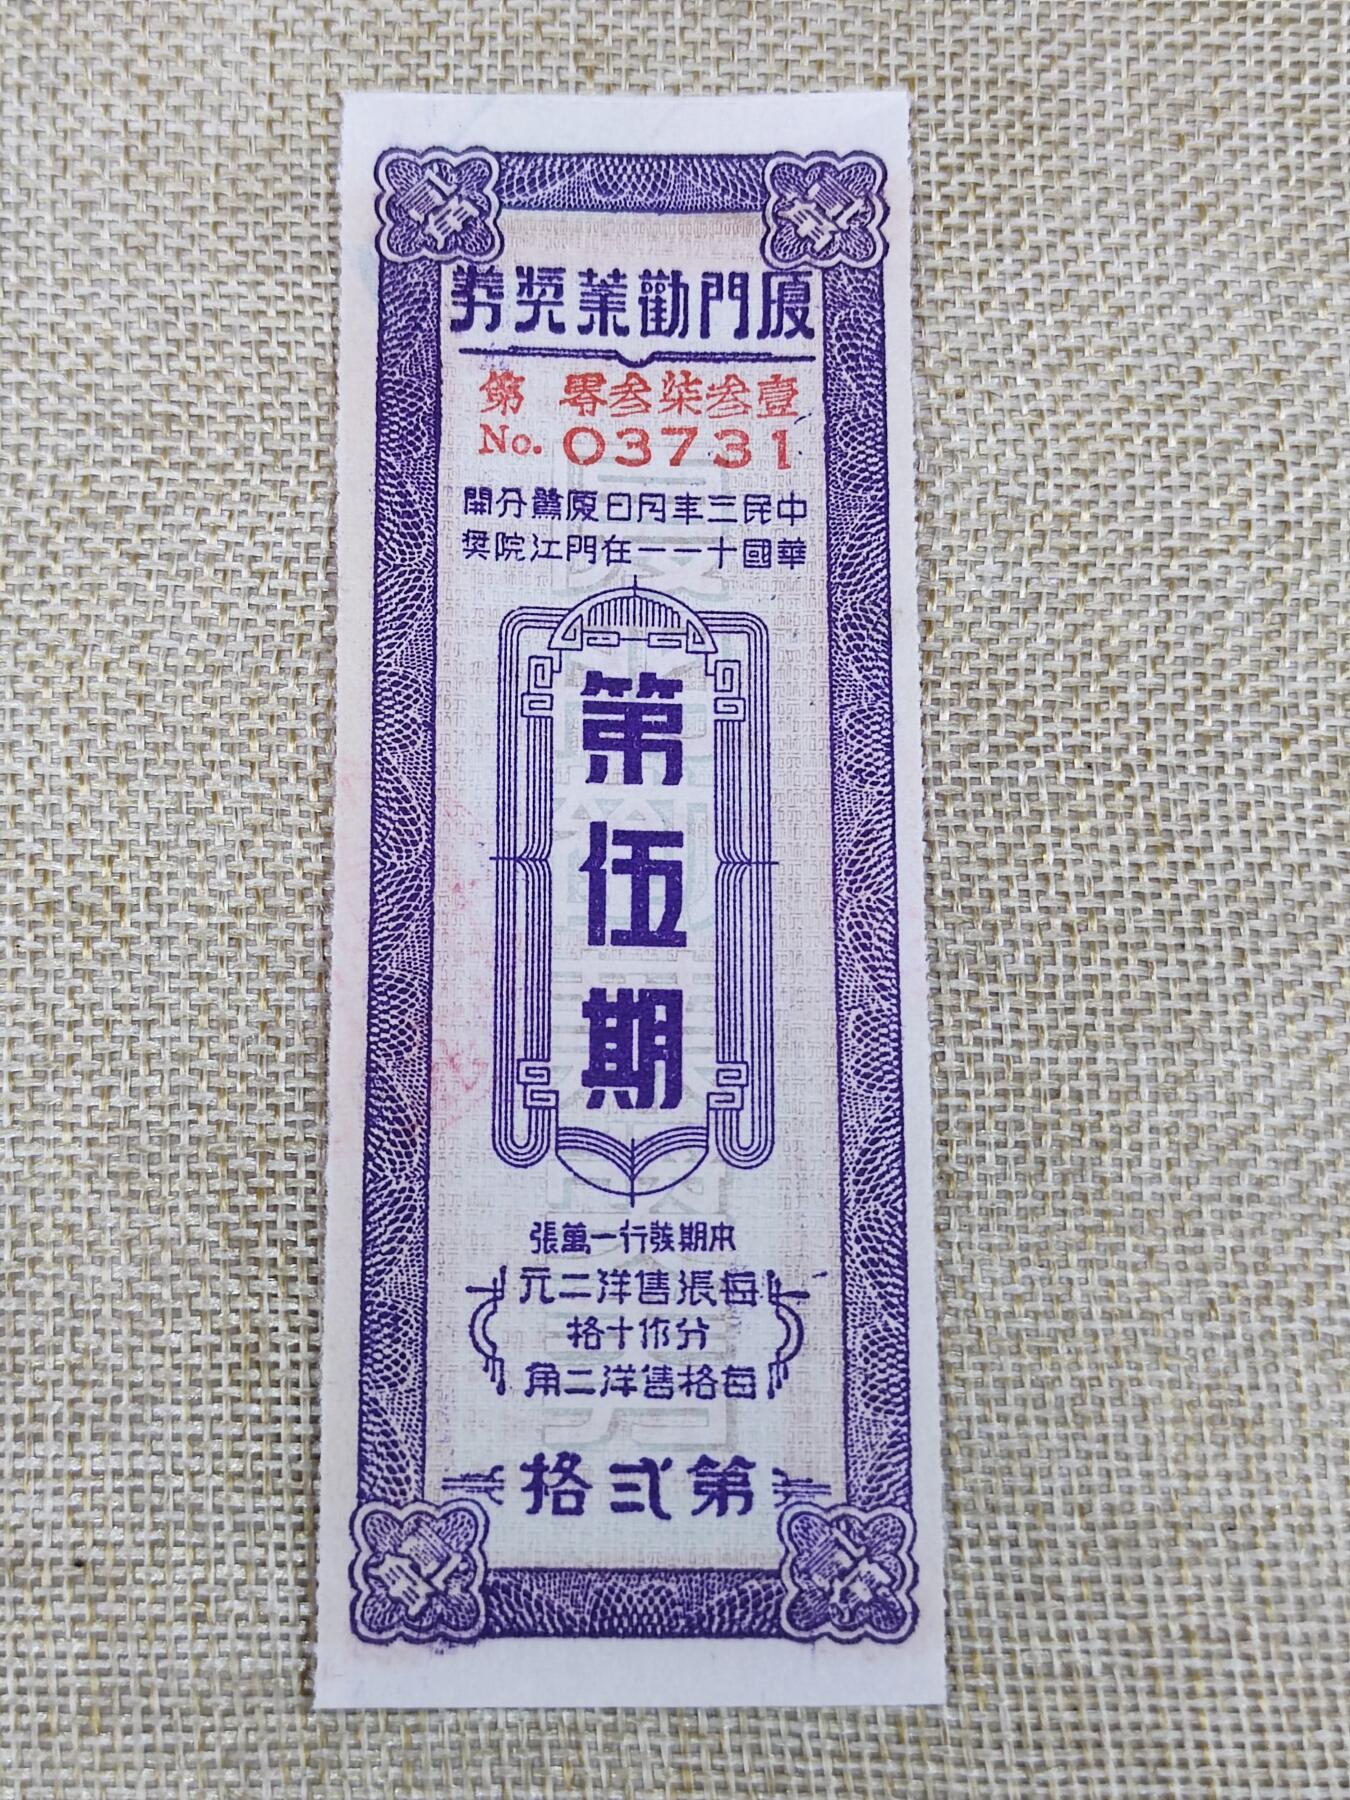 廈門勸業獎券
第 零叁柒叁壹
No. 03731
中華民國三十年一月一日在廈門鷺江分院開獎
第伍期
本期發行一萬張
每張售洋二元
分作十格
每格售洋二角
第弍格